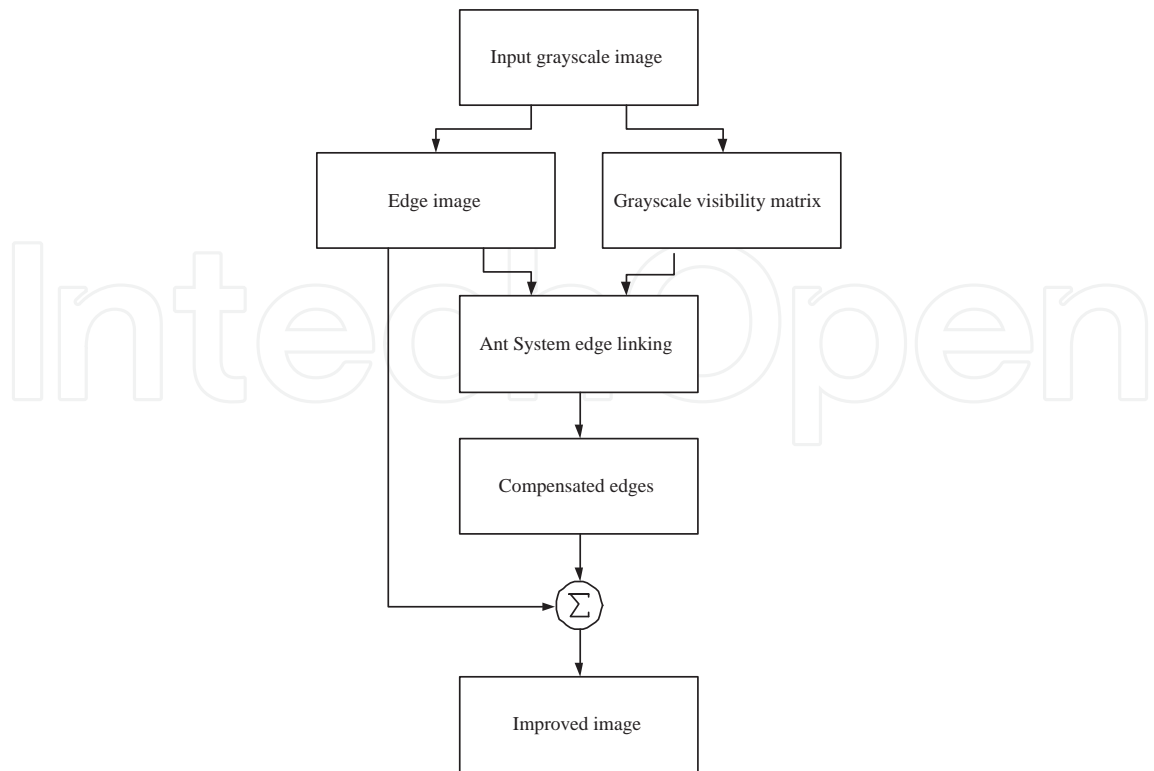 Input grayscale image
Edge image
Grayscale visibility matrix
IntechOpen
Ant System edge linking
Compensated edges
Σ
Improved image